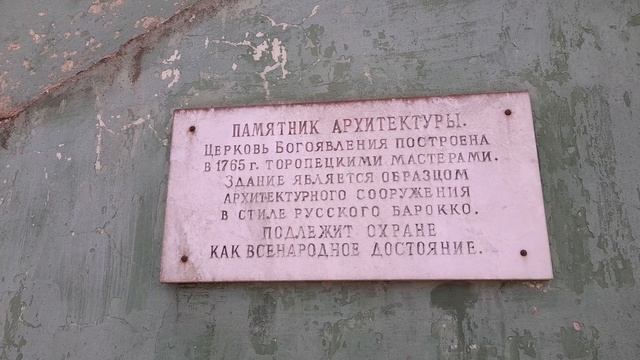 ПАМЯТНИК АРХИТЕКТУРЫ.
ЦЕРКОВЬ БОГОЯВЛЕНИЯ ПОСТРОЕНА
В 1765 г. ТОРОПЕЦКИМИ МАСТЕРАМИ.
ЗДАНИЕ ЯВЛЯЕТСЯ ОБРАЗЦОМ
АРХИТЕКТУРНОГО СООРУЖЕНИЯ
В СТИЛЕ РУССКОГО БАРОККО.
ПОДЛЕЖИТ ОХРАНЕ
КАК ВСЕНАРОДНОЕ ДОСТОЯНИЕ.